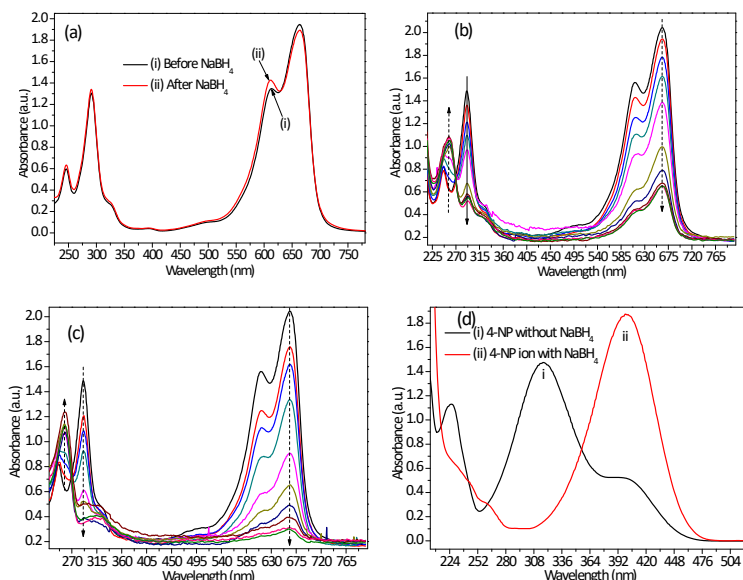 (a)
(i) Before NaBH4
(ii) After NaBH4
(ii)
(i)
Absorbance (a.u.)
2.0
1.8
1.6
1.4
1.2
1.0
0.8
0.6
0.4
0.2
0.0
250 300 350 400 450 500 550 600 650 700 750
Wavelength (nm)
(b)
Absorbance (a.u.)
2.0
1.8
1.6
1.4
1.2
1.0
0.8
0.6
0.4
0.2
225 270 315 360 405 450 495 540 585 630 675 720 765
Wavelength (nm)
(c)
Absorbance (a.u.)
2.0
1.8
1.6
1.4
1.2
1.0
0.8
0.6
0.4
0.2
270 315 360 405 450 495 540 585 630 675 720 765
Wavelength (nm)
(d)
(i) 4-NP without NaBH4
(ii) 4-NP ion with NaBH4
i
ii
Absorbance (a.u.)
1.8
1.6
1.4
1.2
1.0
0.8
0.6
0.4
0.2
0.0
224 252 280 308 336 364 392 420 448 476 504
Wavelength (nm)